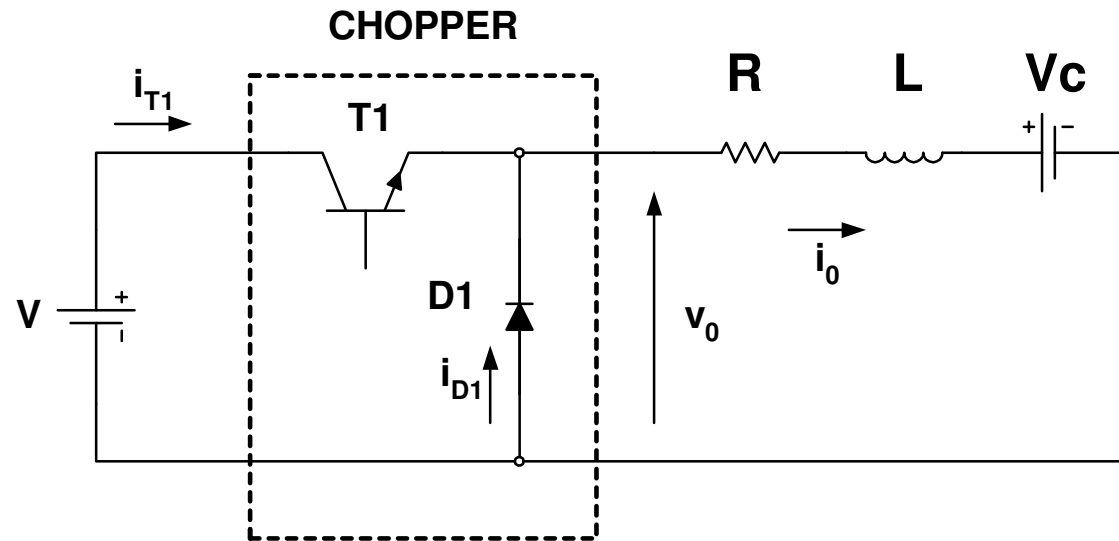 CHOPPER
R L Vc
i_T1
T1
+ −
D1
i_0
V + −
v_0
i_D1